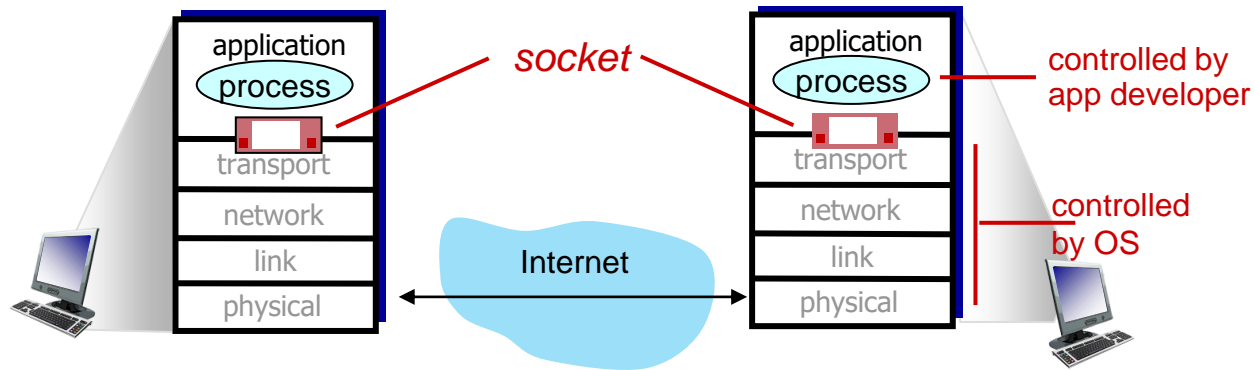 application
process
transport
network
link
physical
socket
Internet
application
process
transport
network
link
physical
controlled by
app developer
controlled
by OS